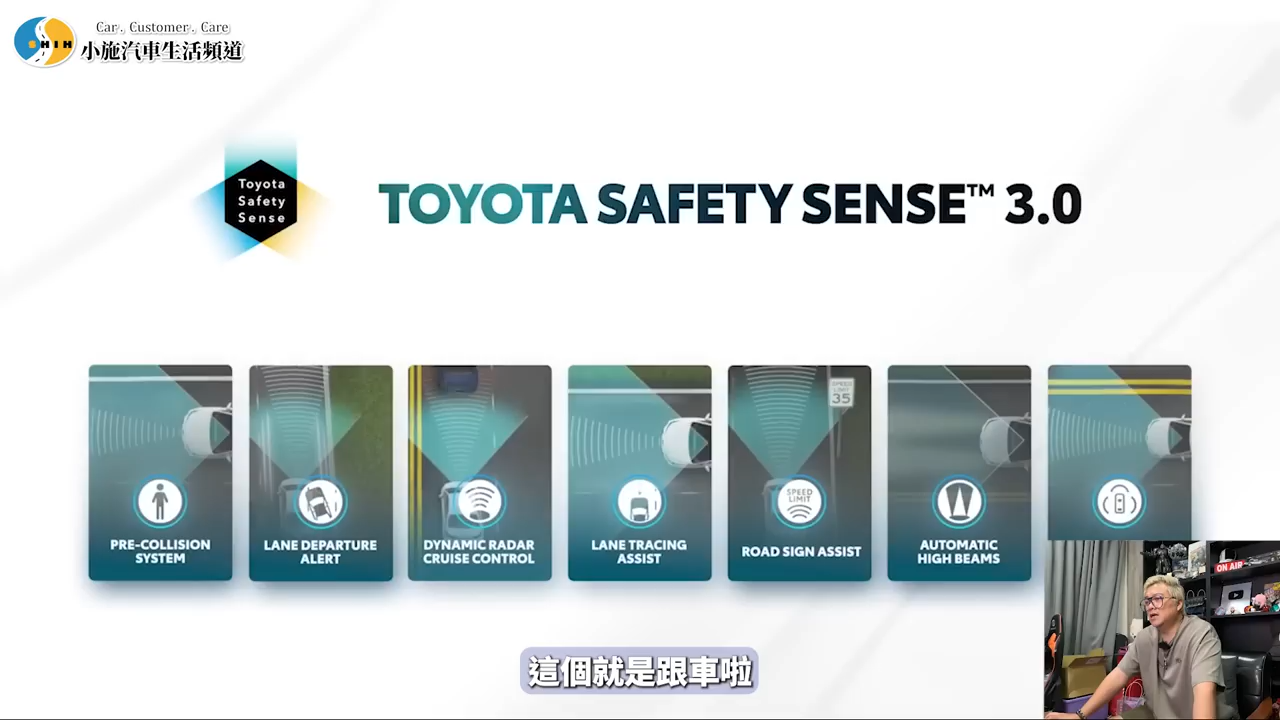 Car . Customer . Care
SHIH
小施汽車生活頻道
Toyota
Safety
Sense
TOYOTA SAFETY SENSE™ 3.0
SPEED
LIMIT
35
SPEED
LIMIT
PRE-COLLISION
SYSTEM
LANE DEPARTURE
ALERT
DYNAMIC RADAR
CRUISE CONTROL
LANE TRACING
ASSIST
ROAD SIGN ASSIST
AUTOMATIC
HIGH BEAMS
ON AIR
這個就是跟車啦